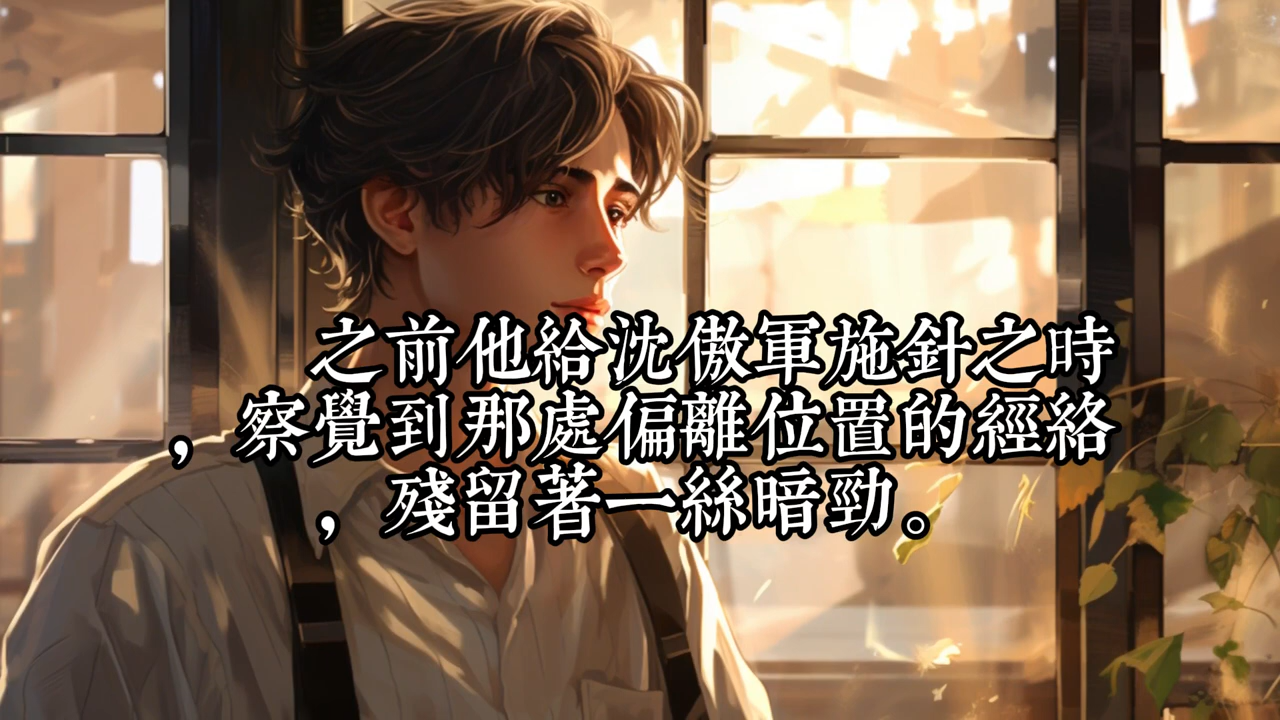 之前他給沈傲軍施針之時
，察覺到那處偏離位置的經絡
，殘留著一絲暗勁。